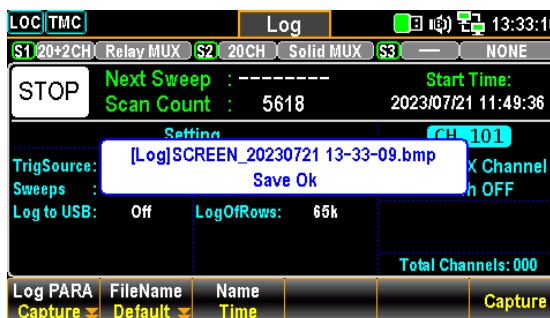 LOC TMC Log 13:33:1
S1 20+2CH Relay MUX S2 20CH Solid MUX S3 — NONE
STOP Next Sweep : --------
Scan Count : 5618
Start Time:
2023/07/21 11:49:36
Setting
CH 101
[Log]SCREEN_20230721 13-33-09.bmp
Save Ok
TrigSource:
X Channel
Sweeps :
OFF
Log to USB: Off LogOfRows: 65k
Total Channels: 000
Log PARA FileName Name
Capture Default Time Capture